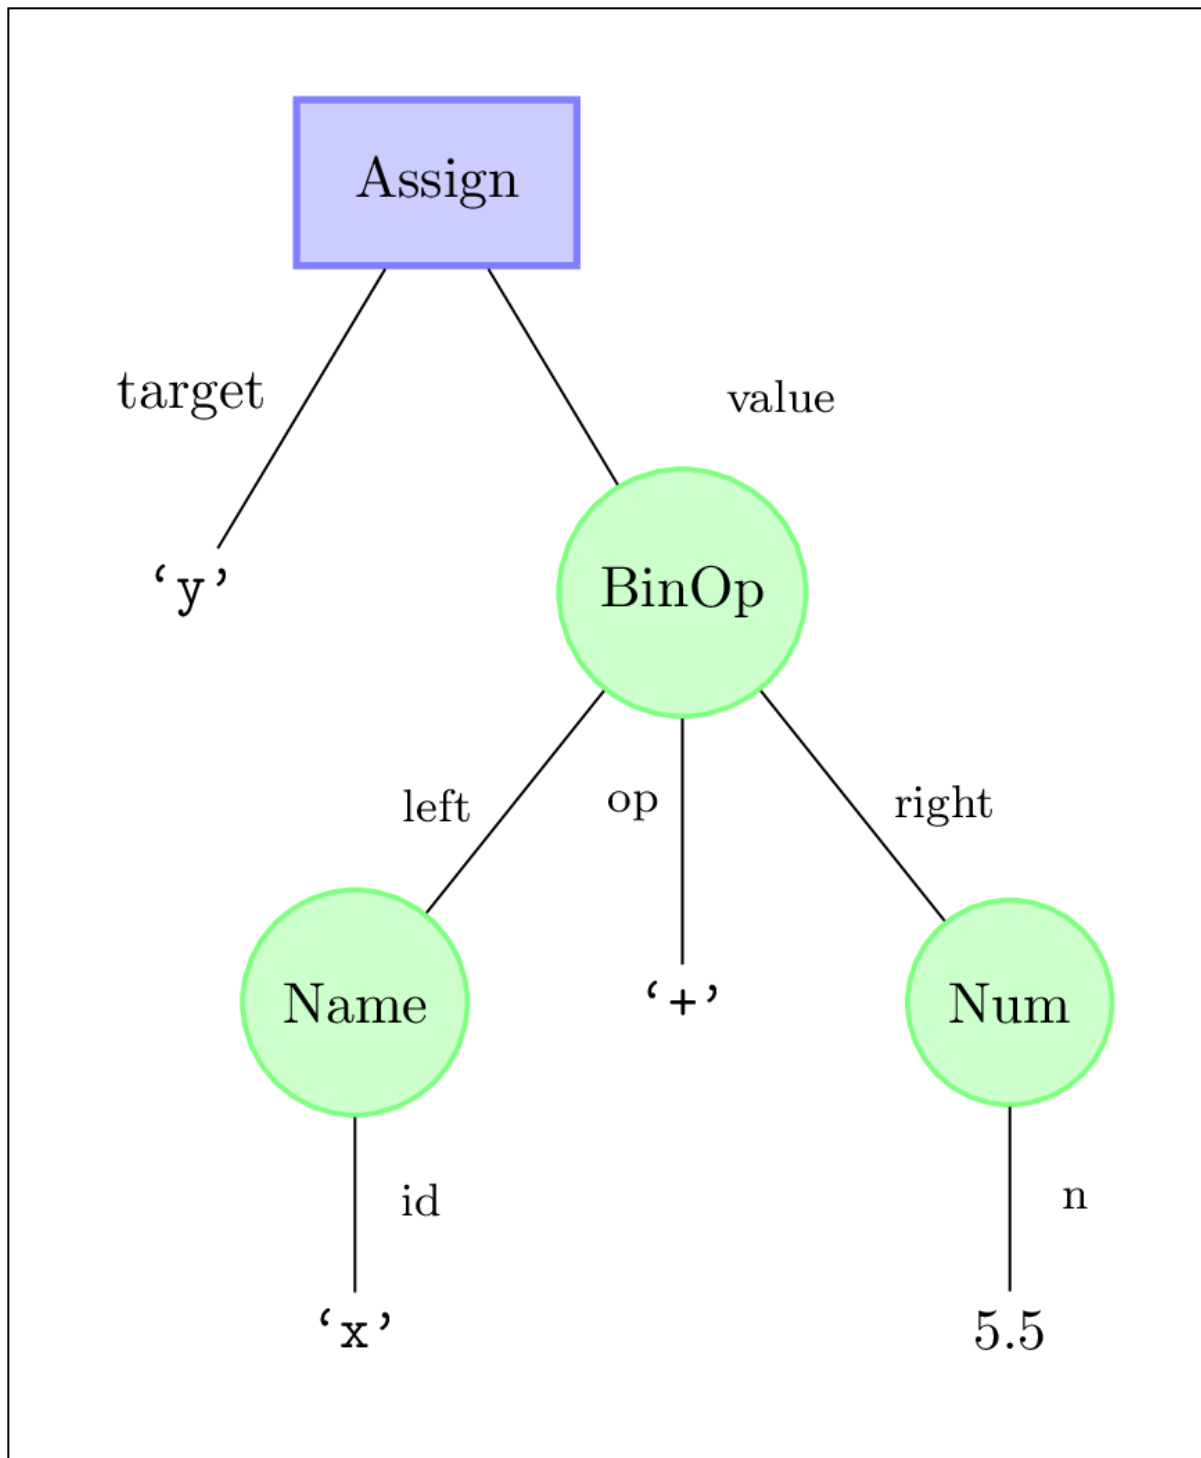 Assign
target
value
‘y’
BinOp
left
op
right
Name
‘+’
Num
id
n
‘x’
5.5